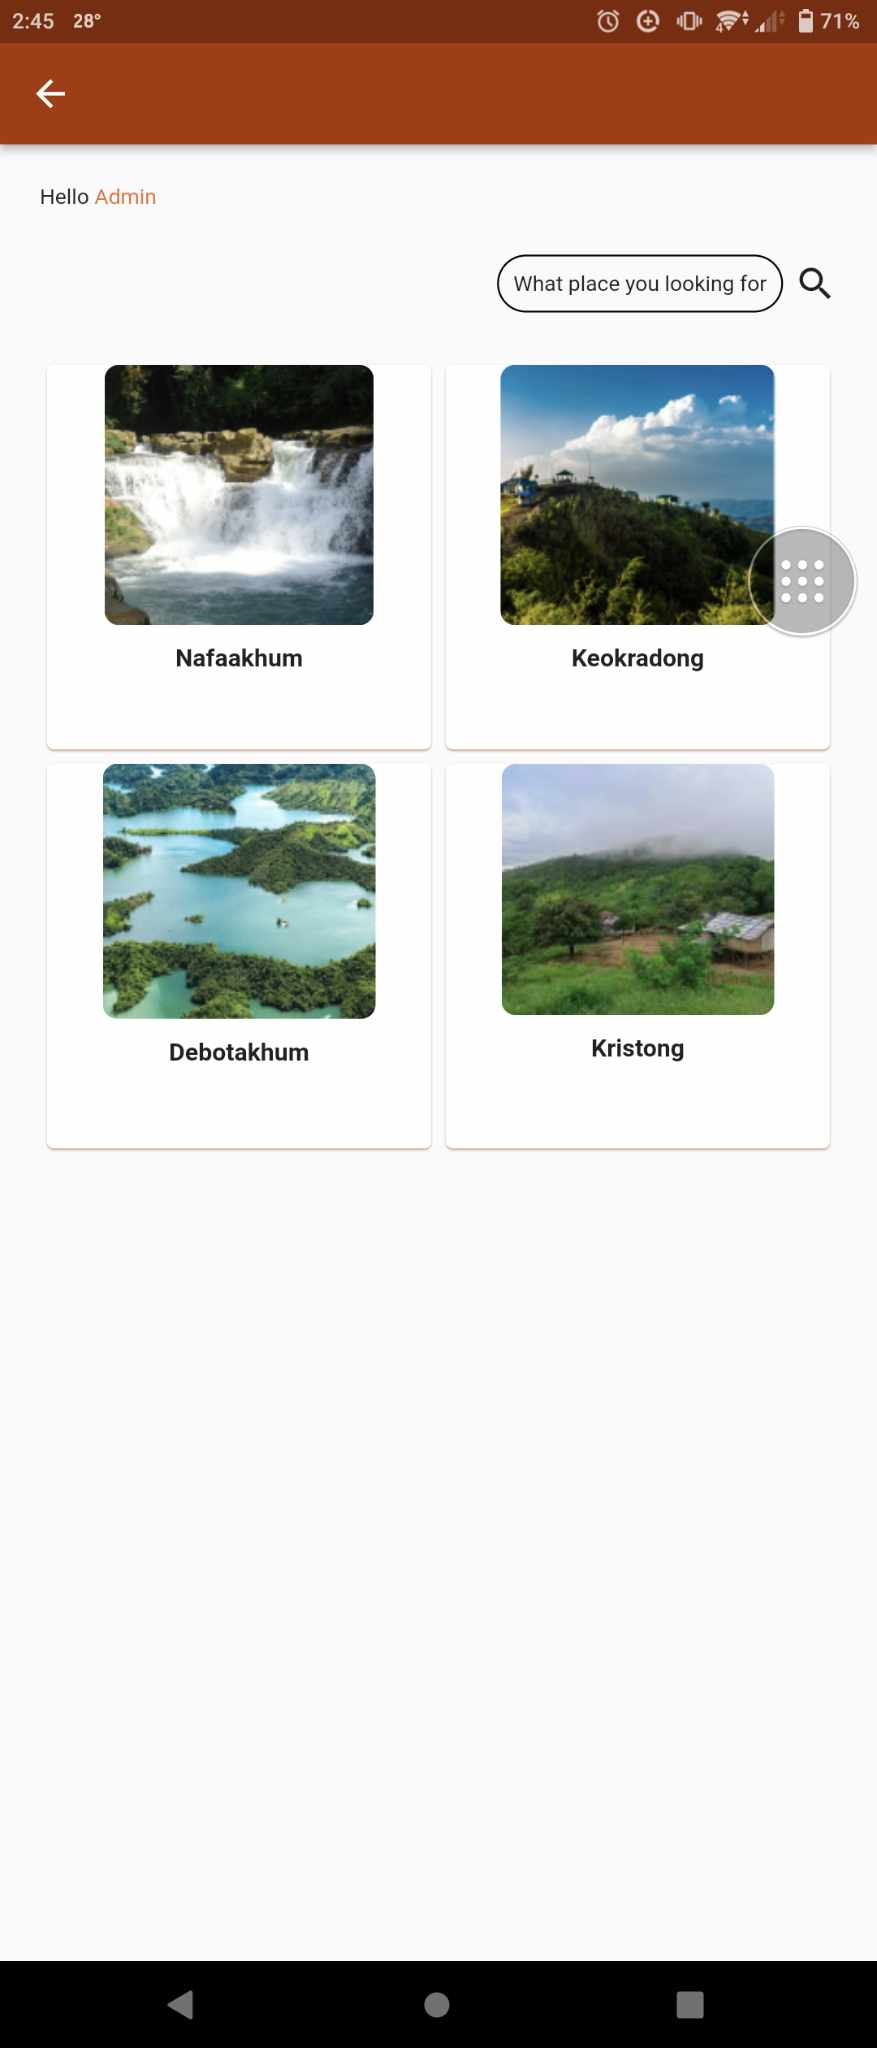 2:45 28° 71%
Hello Admin
What place you looking for
Nafaakhum
Keokradong
Debotakhum
Kristong